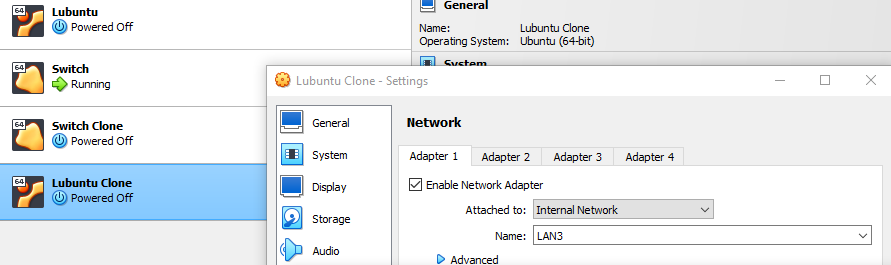 64
Lubuntu
Powered Off
64
Switch
Running
64
Switch Clone
Powered Off
64
Lubuntu Clone
Powered Off
General
Name: Lubuntu Clone
Operating System: Ubuntu (64-bit)
System
Lubuntu Clone - Settings
General
System
Display
Storage
Audio
Network
Adapter 1 Adapter 2 Adapter 3 Adapter 4
Enable Network Adapter
Attached to: Internal Network
Name: LAN3
Advanced